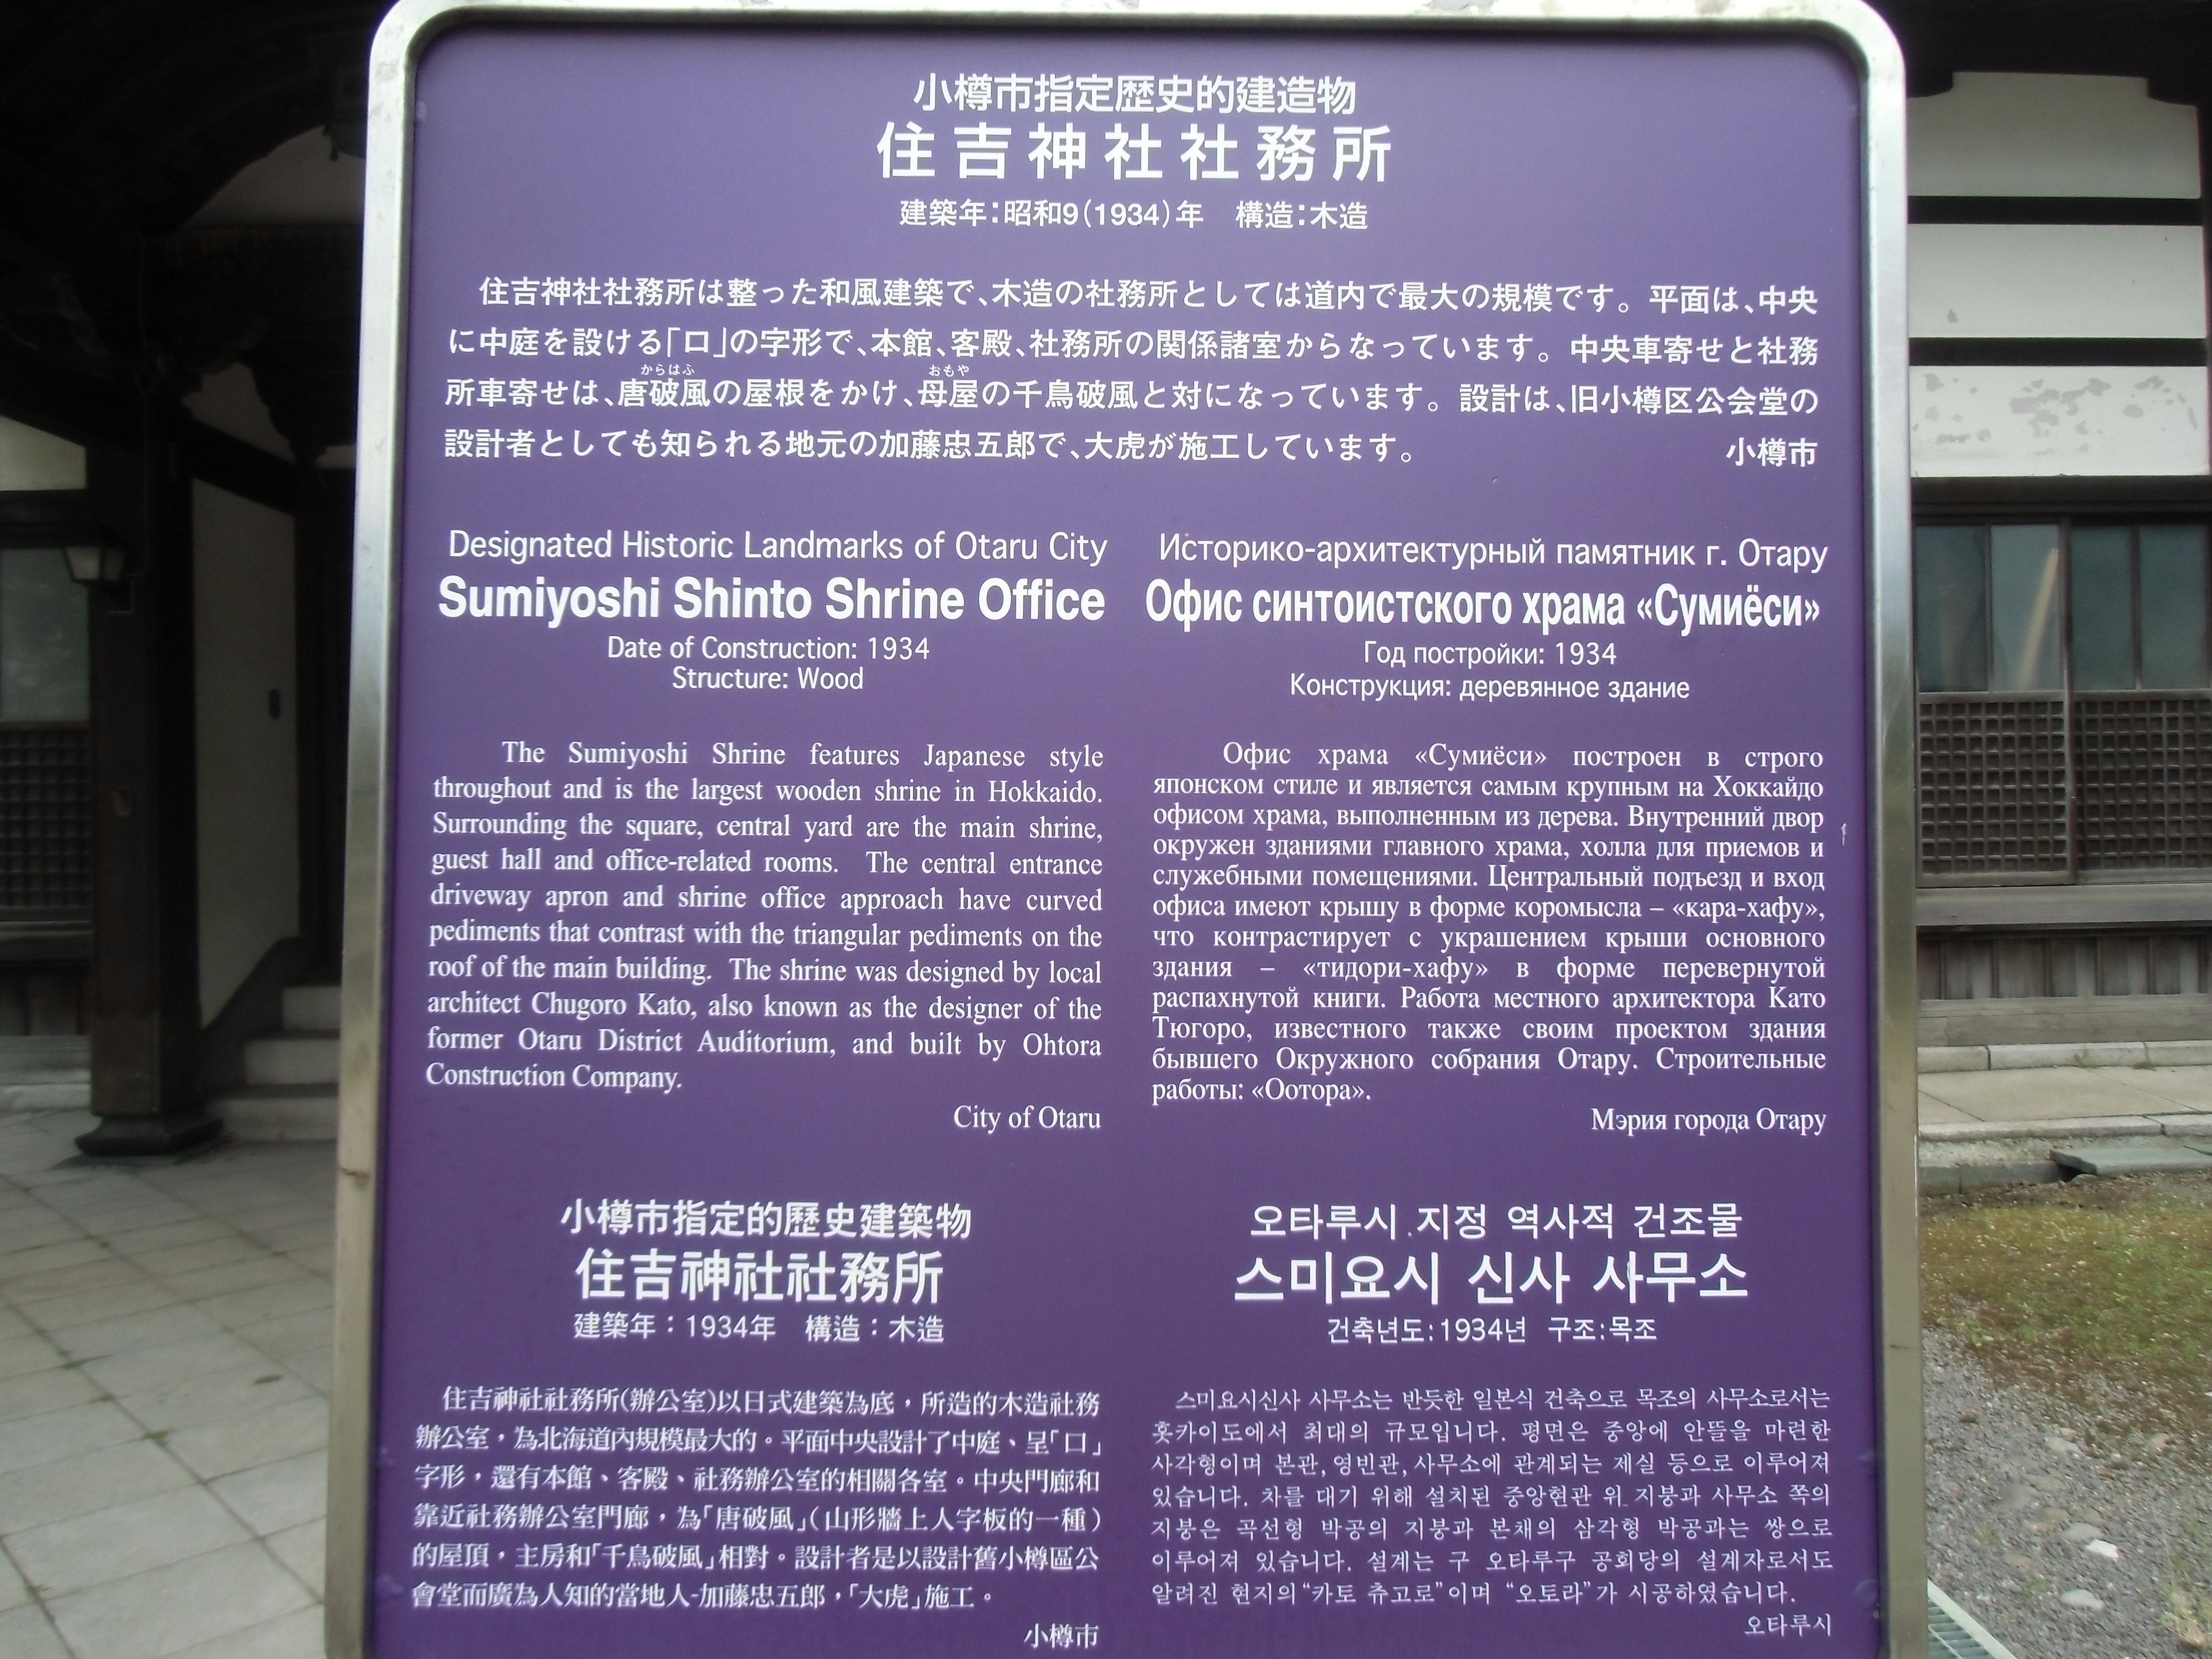 小樽市指定歴史的建造物
住吉神社社務所
建築年:昭和9(1934)年　構造:木造
住吉神社社務所は整った和風建築で、木造の社務所としては道内で最大の規模です。平面は、中央
に中庭を設ける「ロ」の字形で、本館、客殿、社務所の関係諸室からなっています。中央車寄せと社務
からはふ　おもや
所車寄せは、唐破風の屋根をかけ、母屋の千鳥破風と対になっています。設計は、旧小樽区公会堂の
設計者としても知られる地元の加藤忠五郎で、大虎が施工しています。
小樽市
Designated Historic Landmarks of Otaru City
Sumiyoshi Shinto Shrine Office
Date of Construction: 1934
Structure: Wood
The Sumiyoshi Shrine features Japanese style
throughout and is the largest wooden shrine in Hokkaido.
Surrounding the square, central yard are the main shrine,
guest hall and office-related rooms. The central entrance
driveway apron and shrine office approach have curved
pediments that contrast with the triangular pediments on the
roof of the main building. The shrine was designed by local
architect Chugoro Kato, also known as the designer of the
former Otaru District Auditorium, and built by Ohtora
Construction Company.
City of Otaru
Историко-архитектурный памятник г. Отару
Офис синтоистского храма «Сумиёси»
Год постройки: 1934
Конструкция: деревянное здание
Офис храма «Сумиёси» построен в строго
японском стиле и является самым крупным на Хоккайдо
офисом храма, выполненным из дерева. Внутренний двор
окружен зданиями главного храма, холла для приемов и
служебными помещениями. Центральный подъезд и вход
офиса имеют крышу в форме коромысла – «кара-хафу»,
что контрастирует с украшением крыши основного
здания – «тидори-хафу» в форме перевернутой
распахнутой книги. Работа местного архитектора Като
Тюгоро, известного также своим проектом здания
бывшего Окружного собрания Отару. Строительные
работы: «Оотора».
Мэрия города Отару
小樽市指定的歷史建築物
住吉神社社務所
建築年：1934年　構造：木造
住吉神社社務所(辦公室)以日式建築為底，所造的木造社務
辦公室，為北海道內規模最大的。平面中央設計了中庭、呈「口」
字形，還有本館、客殿、社務辦公室的相關各室。中央門廊和
靠近社務辦公室門廊，為「唐破風」(山形牆上人字板的一種)
的屋頂，主房和「千鳥破風」相對。設計者是以設計舊小樽區公
會堂而廣為人知的當地人-加藤忠五郎，「大虎」施工。
小樽市
오타루시 지정 역사적 건조물
스미요시 신사 사무소
건축년도:1934년 구조:목조
스미요시신사 사무소는 반듯한 일본식 건축으로 목조의 사무소로서는
홋카이도에서 최대의 규모입니다. 평면은 중앙에 안뜰을 마련한
사각형이며 본관, 영빈관, 사무소에 관계되는 제실 등으로 이루어져
있습니다. 차를 대기 위해 설치된 중앙현관 위 지붕과 사무소 쪽의
지붕은 곡선형 박공의 지붕과 본채의 삼각형 박공과는 쌍으로
이루어져 있습니다. 설계는 구 오타루구 공회당의 설계자로서도
알려진 현지의 “카토 츄고로”이며 “오토라”가 시공하였습니다.
오타루시